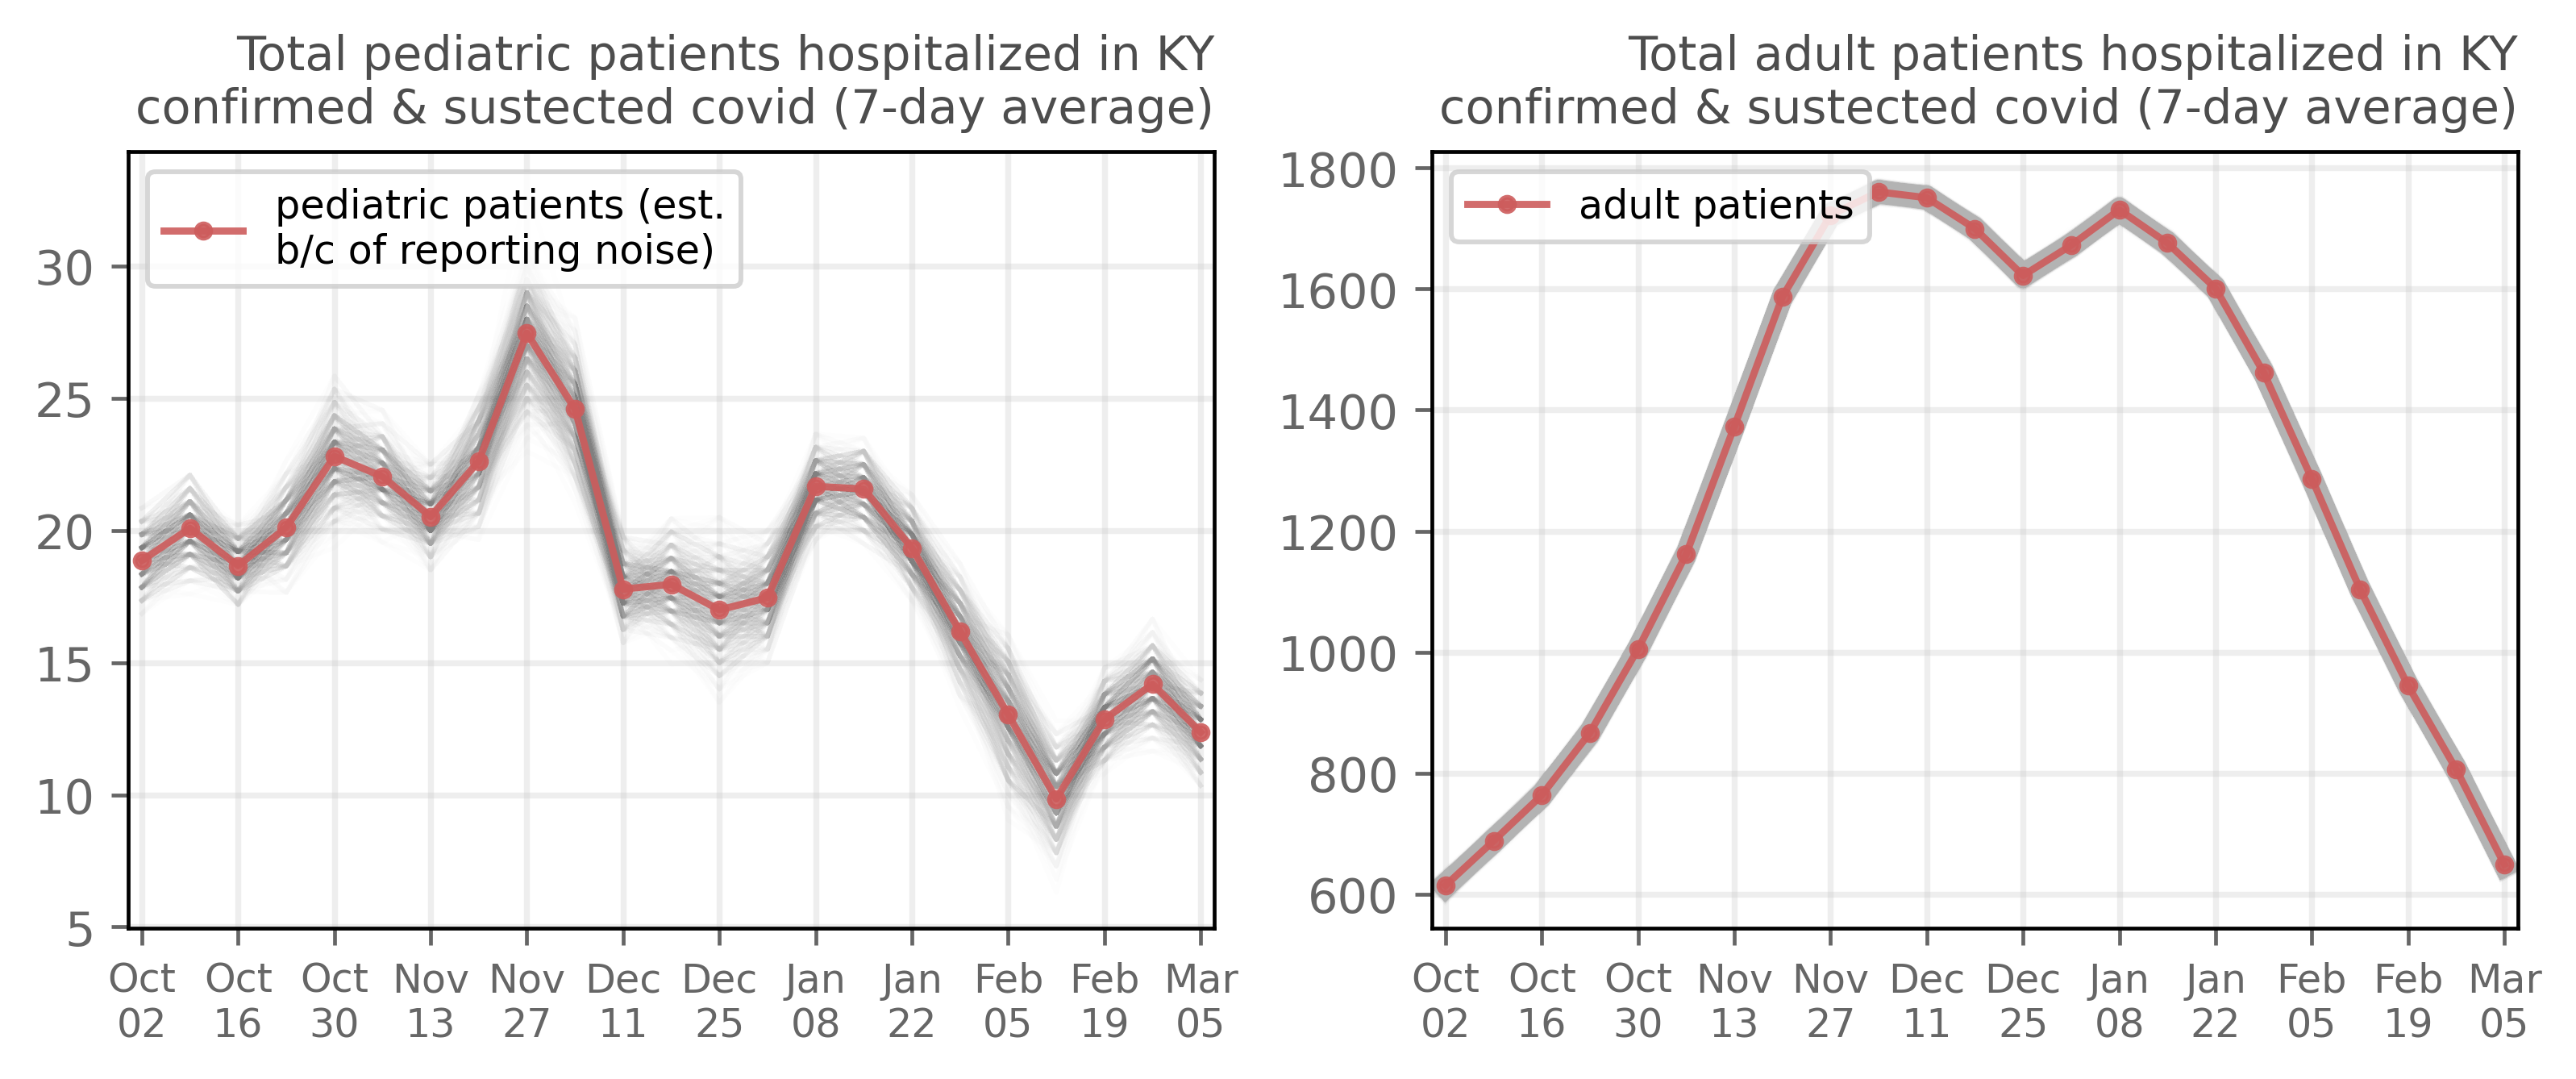 Total pediatric patients hospitalized in KY
confirmed & sustected covid (7-day average)
pediatric patients (est.
b/c of reporting noise)
30
25
20
15
10
5
Oct Oct Oct Nov Nov Dec Dec Jan Jan Feb Feb Mar
02 16 30 13 27 11 25 08 22 05 19 05
Total adult patients hospitalized in KY
confirmed & sustected covid (7-day average)
adult patients
1800
1600
1400
1200
1000
800
600
Oct Oct Oct Nov Nov Dec Dec Jan Jan Feb Feb Mar
02 16 30 13 27 11 25 08 22 05 19 05